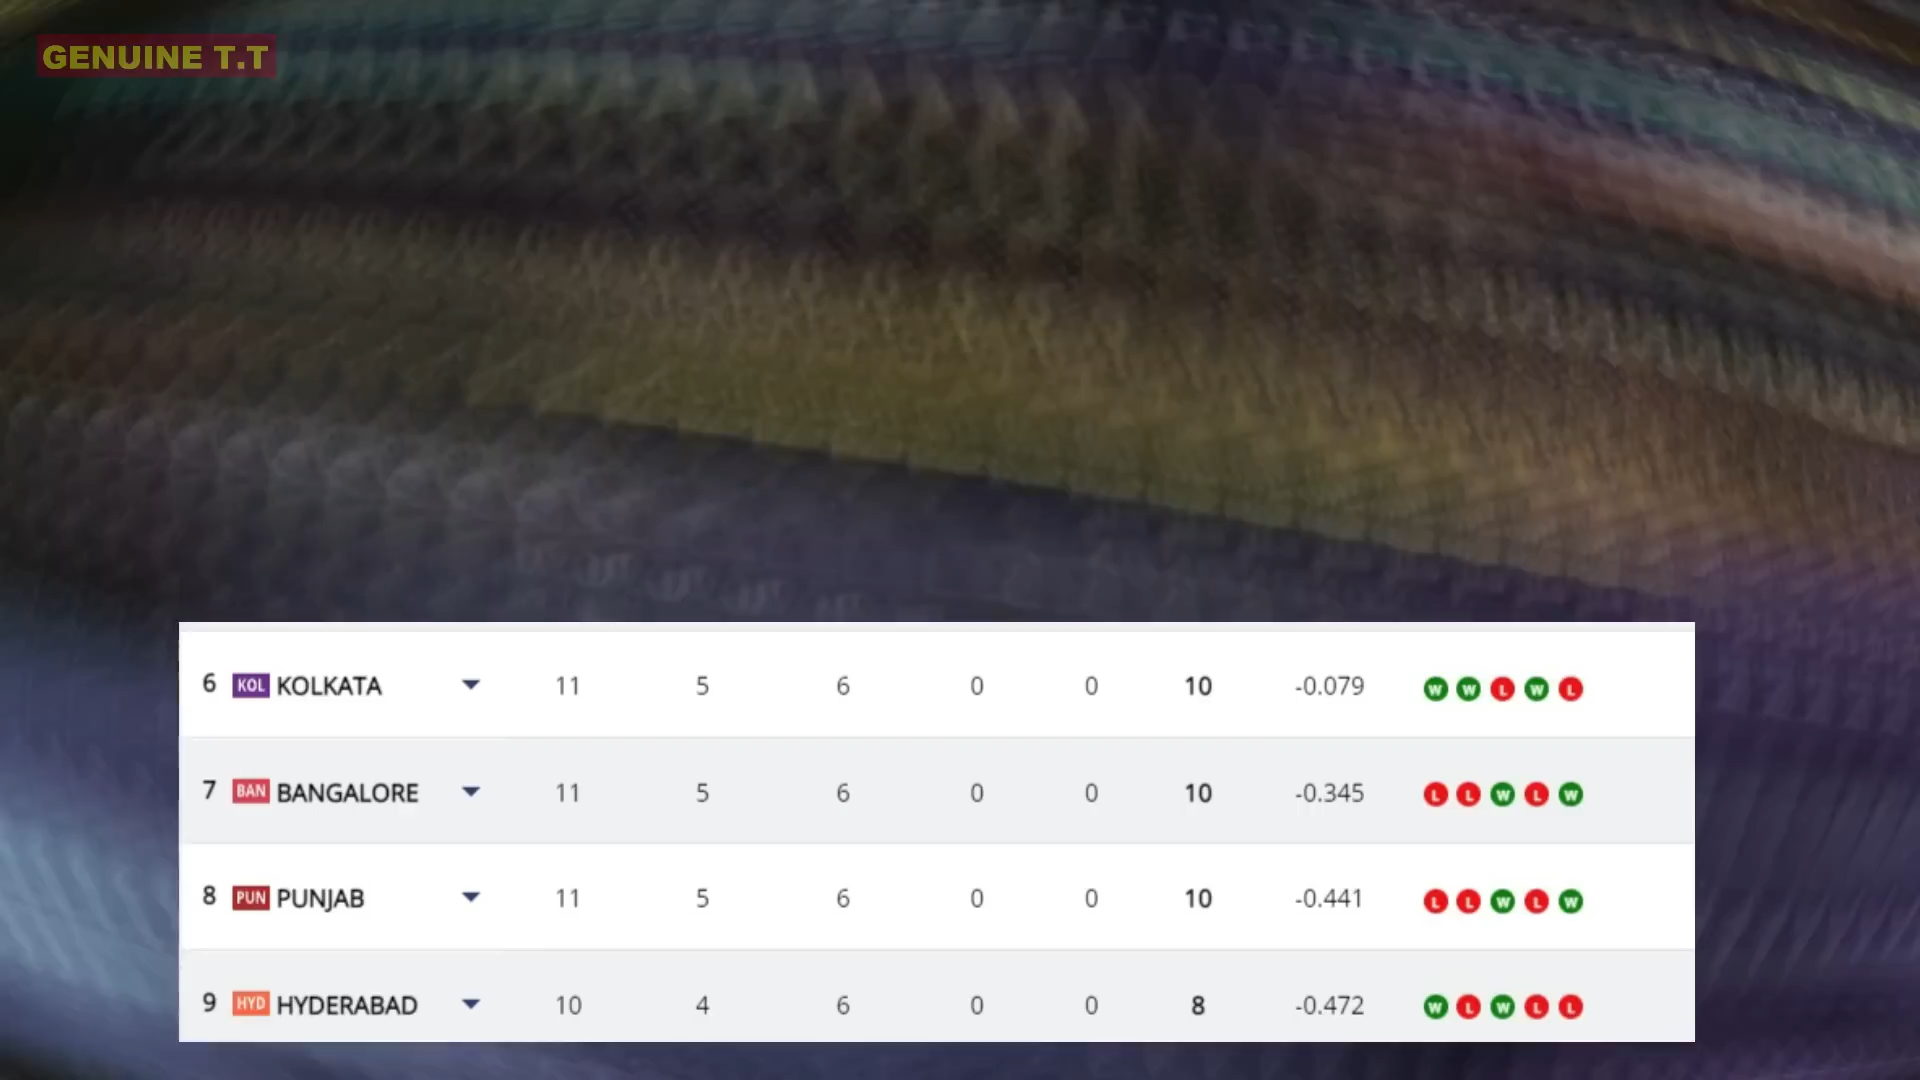 GENUINE T.T
6 KOL KOLKATA 11 5 6 0 0 10 -0.079 W W L W L
7 BAN BANGALORE 11 5 6 0 0 10 -0.345 L L W L W
8 PUN PUNJAB 11 5 6 0 0 10 -0.441 L L W L W
9 HYD HYDERABAD 10 4 6 0 0 8 -0.472 W L W L L